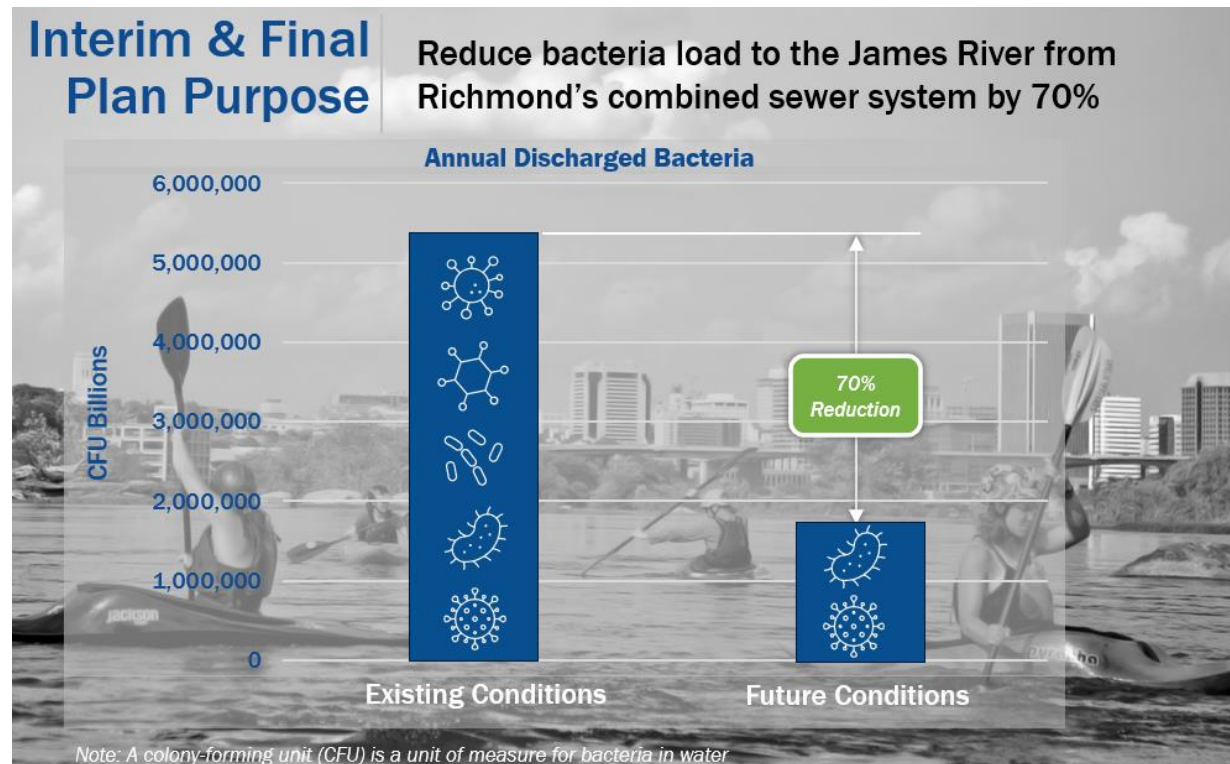 Interim & Final
Plan Purpose
Reduce bacteria load to the James River from
Richmond's combined sewer system by 70%
Annual Discharged Bacteria
6,000,000
5,000,000
4,000,000
3,000,000
2,000,000
1,000,000
0
CFU Billions
70%
Reduction
Existing Conditions
Future Conditions
jackson
Note: A colony-forming unit (CFU) is a unit of measure for bacteria in water